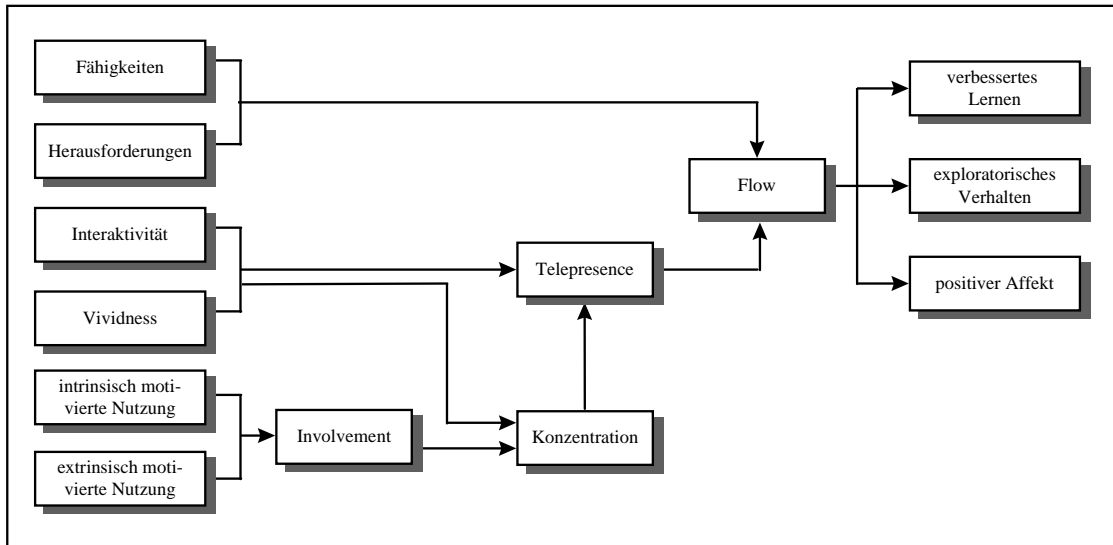 Fähigkeiten
Herausforderungen
Interaktivität
Vividness
intrinsisch moti-
vierte Nutzung
extrinsisch moti-
vierte Nutzung
Involvement
Telepresence
Konzentration
Flow
verbessertes
Lernen
exploratorisches
Verhalten
positiver Affekt